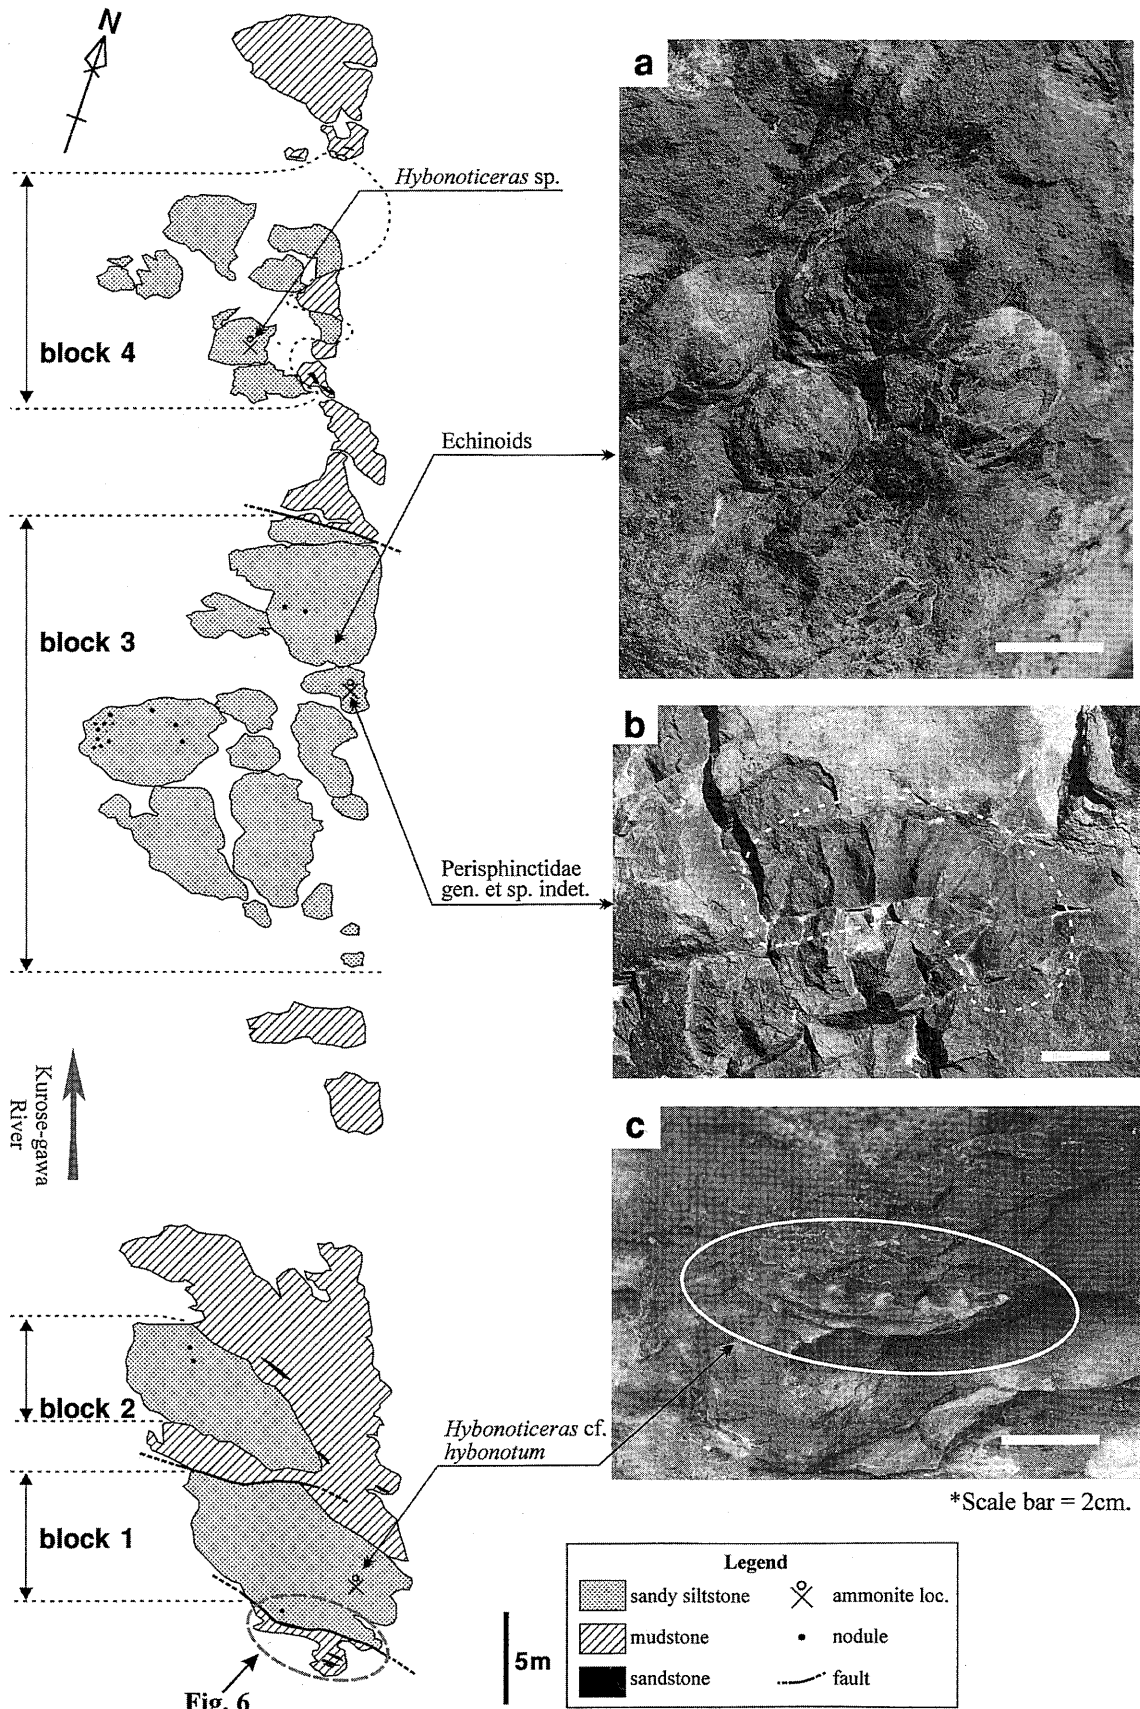 N
a
Hybonoticeras sp.
block 4
Echinoids
block 3
b
Perisphinctidae
gen. et sp. indet.
Kurose-gawa
River
c
block 2
Hybonoticeras cf.
hybonotum
*Scale bar = 2cm.
block 1
Legend
sandy siltstone
ammonite loc.
mudstone
nodule
sandstone
fault
5m
Fig. 6